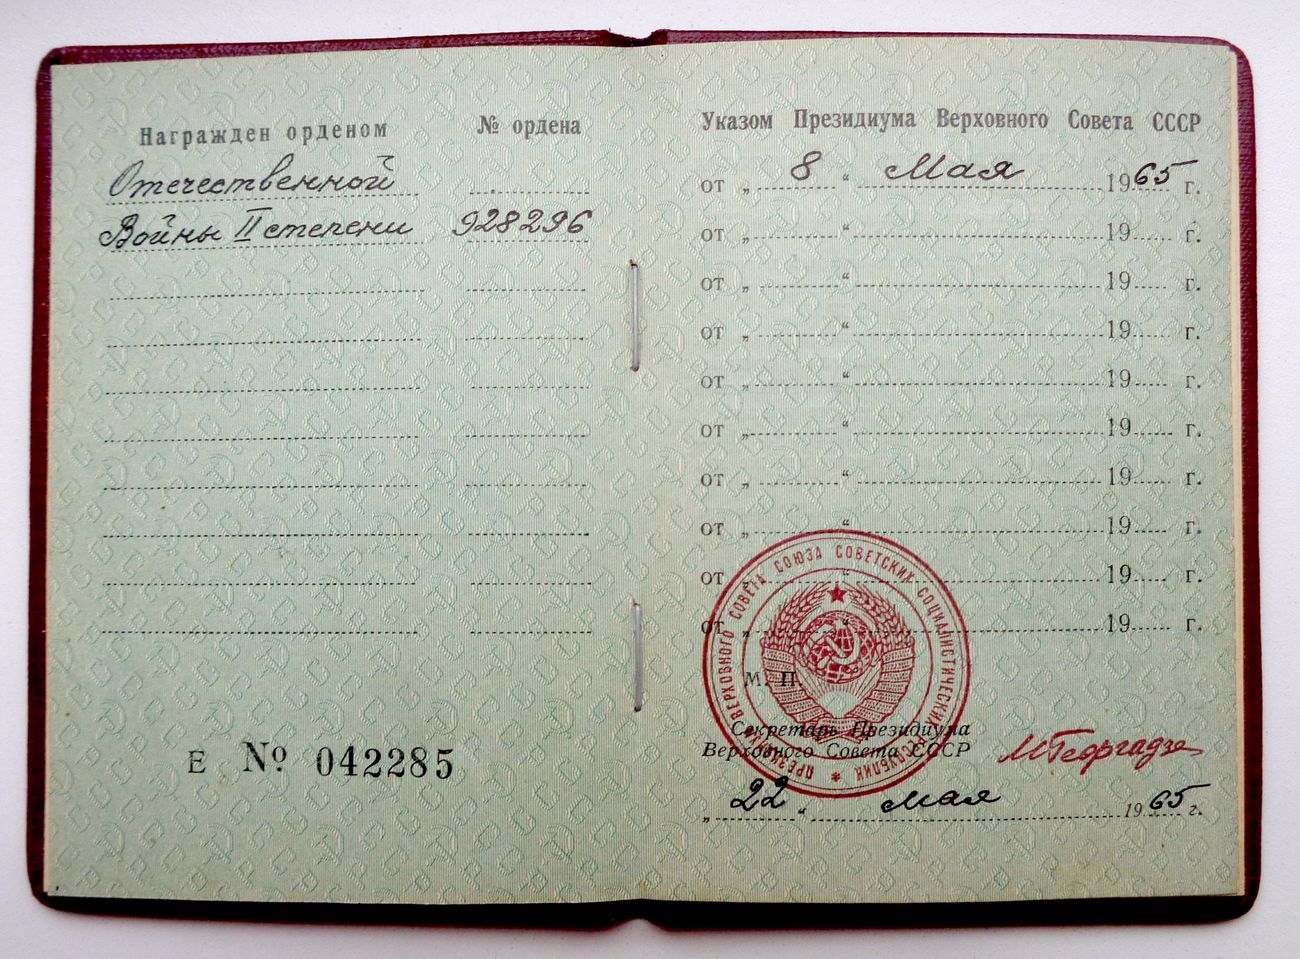 Награжден орденом № ордена
Отечественной
Войны II степени 928296
Е № 042285
Указом Президиума Верховного Совета СССР
от „ 8 “ Мая 1965 г.
от „ “ 19 г.
от „ “ 19 г.
от „ “ 19 г.
от „ “ 19 г.
от „ “ 19 г.
от „ “ 19 г.
от „ “ 19 г.
от „ “ 19 г.
от „ “ 19 г.
М. П.
ПРЕЗИДИУМ ВЕРХОВНОГО СОВЕТА СОЮЗА СОВЕТСКИХ СОЦИАЛИСТИЧЕСКИХ РЕСПУБЛИК
Секретарь Президиума
Верховного Совета СССР МГеоргадзе
„ 22 “ мая 1965 г.